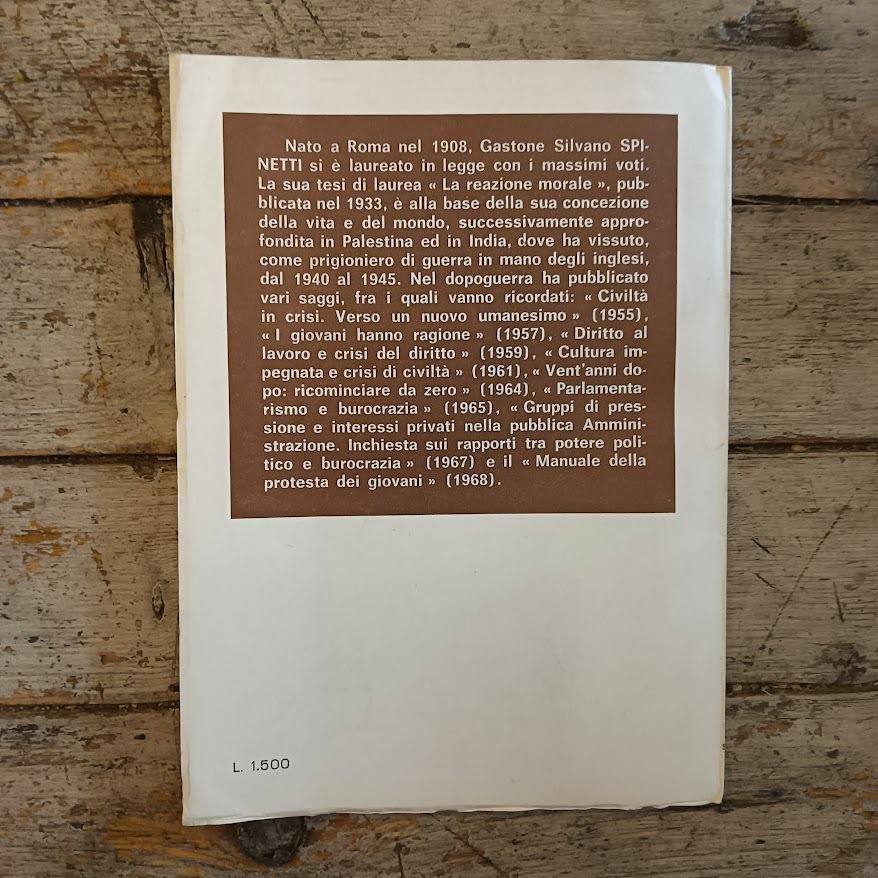 Nato a Roma nel 1908, Gastone Silvano SPI-
NETTI si è laureato in legge con i massimi voti.
La sua tesi di laurea « La reazione morale », pub-
blicata nel 1933, è alla base della sua concezione
della vita e del mondo, successivamente appro-
fondita in Palestina ed in India, dove ha vissuto,
come prigioniero di guerra in mano degli inglesi,
dal 1940 al 1945. Nel dopoguerra ha pubblicato
vari saggi, fra i quali vanno ricordati: « Civiltà
in crisi. Verso un nuovo umanesimo » (1955),
« I giovani hanno ragione » (1957), « Diritto al
lavoro e crisi del diritto » (1959), « Cultura im-
pegnata e crisi di civiltà » (1961), « Vent'anni do-
po: ricominciare da zero » (1964), « Parlamenta-
rismo e burocrazia » (1965), « Gruppi di pres-
sione e interessi privati nella pubblica Ammini-
strazione. Inchiesta sui rapporti tra potere poli-
tico e burocrazia » (1967) e il « Manuale della
protesta dei giovani » (1968).
L. 1.500